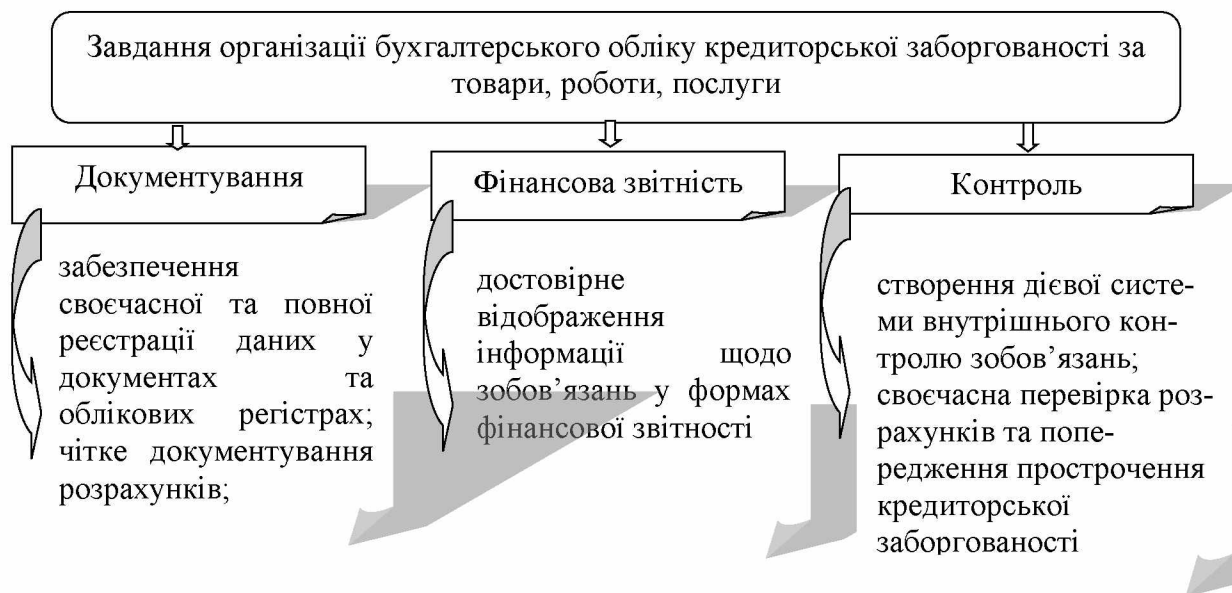 Завдання організації бухгалтерського обліку кредиторської заборгованості за
товари, роботи, послуги
Документування
забезпечення
своєчасної та повної
реєстрації даних у
документах та
облікових регістрах;
чітке документування
розрахунків;
Фінансова звітність
достовірне
відображення
інформації щодо
зобов’язань у формах
фінансової звітності
Контроль
створення дієвої систе-
ми внутрішнього кон-
тролю зобов’язань;
своєчасна перевірка роз-
рахунків та попе-
редження прострочення
кредиторської
заборгованості